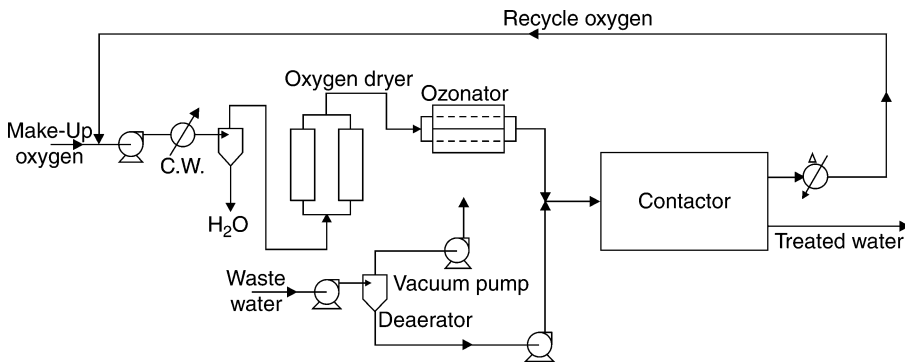 Recycle oxygen
Oxygen dryer
Ozonator
Make-Up
oxygen
C.W.
H₂O
Δ
Contactor
Treated water
Waste
water
Vacuum pump
Deaerator